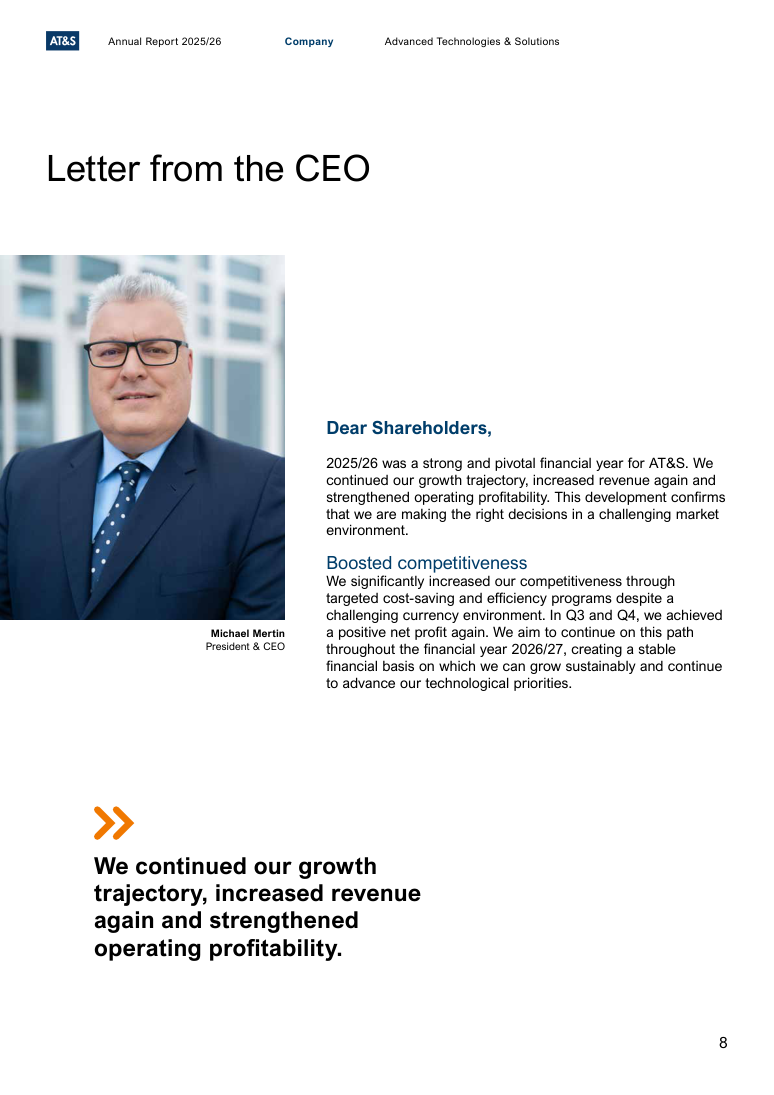 AT&S
Annual Report 2025/26
Company
Advanced Technologies & Solutions
Letter from the CEO
Michael Mertin
President & CEO
Dear Shareholders,
2025/26 was a strong and pivotal financial year for AT&S. We
continued our growth trajectory, increased revenue again and
strengthened operating profitability. This development confirms
that we are making the right decisions in a challenging market
environment.
Boosted competitiveness
We significantly increased our competitiveness through
targeted cost-saving and efficiency programs despite a
challenging currency environment. In Q3 and Q4, we achieved
a positive net profit again. We aim to continue on this path
throughout the financial year 2026/27, creating a stable
financial basis on which we can grow sustainably and continue
to advance our technological priorities.
We continued our growth
trajectory, increased revenue
again and strengthened
operating profitability.
8